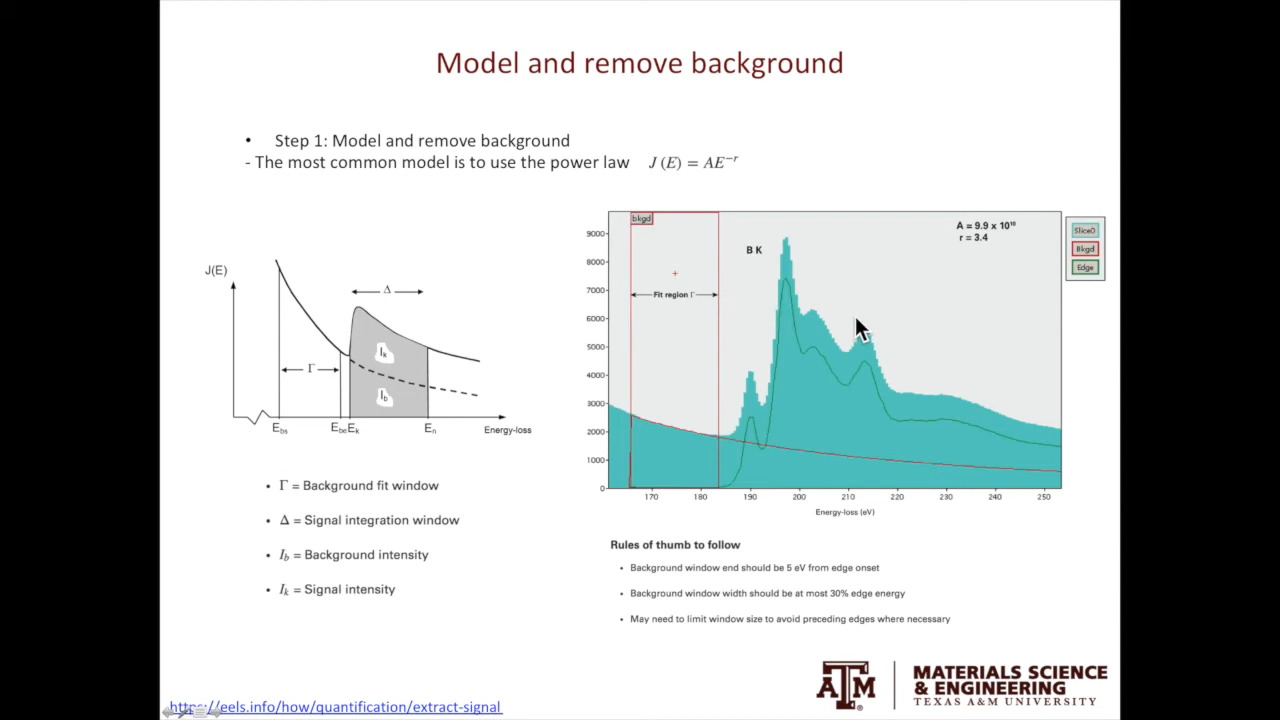 Model and remove background
• Step 1: Model and remove background
- The most common model is to use the power law J (E) = AE⁻ʳ
J(E)
Δ
Γ
Iₖ
I_b
E_bs
E_be E_k
E_n
Energy-loss
bkgd
B K
A = 9.9 x 10¹⁰
r = 3.4
Fit region Γ
9000
8000
7000
6000
5000
4000
3000
2000
1000
0
170 180 190 200 210 220 230 240 250
Energy-loss (eV)
Slice0
Bkgd
Edge
• Γ = Background fit window
• Δ = Signal integration window
• I_b = Background intensity
• I_k = Signal intensity
Rules of thumb to follow
• Background window end should be 5 eV from edge onset
• Background window width should be at most 30% edge energy
• May need to limit window size to avoid preceding edges where necessary
https://eels.info/how/quantification/extract-signal
ATM
MATERIALS SCIENCE
& ENGINEERING
TEXAS A&M UNIVERSITY